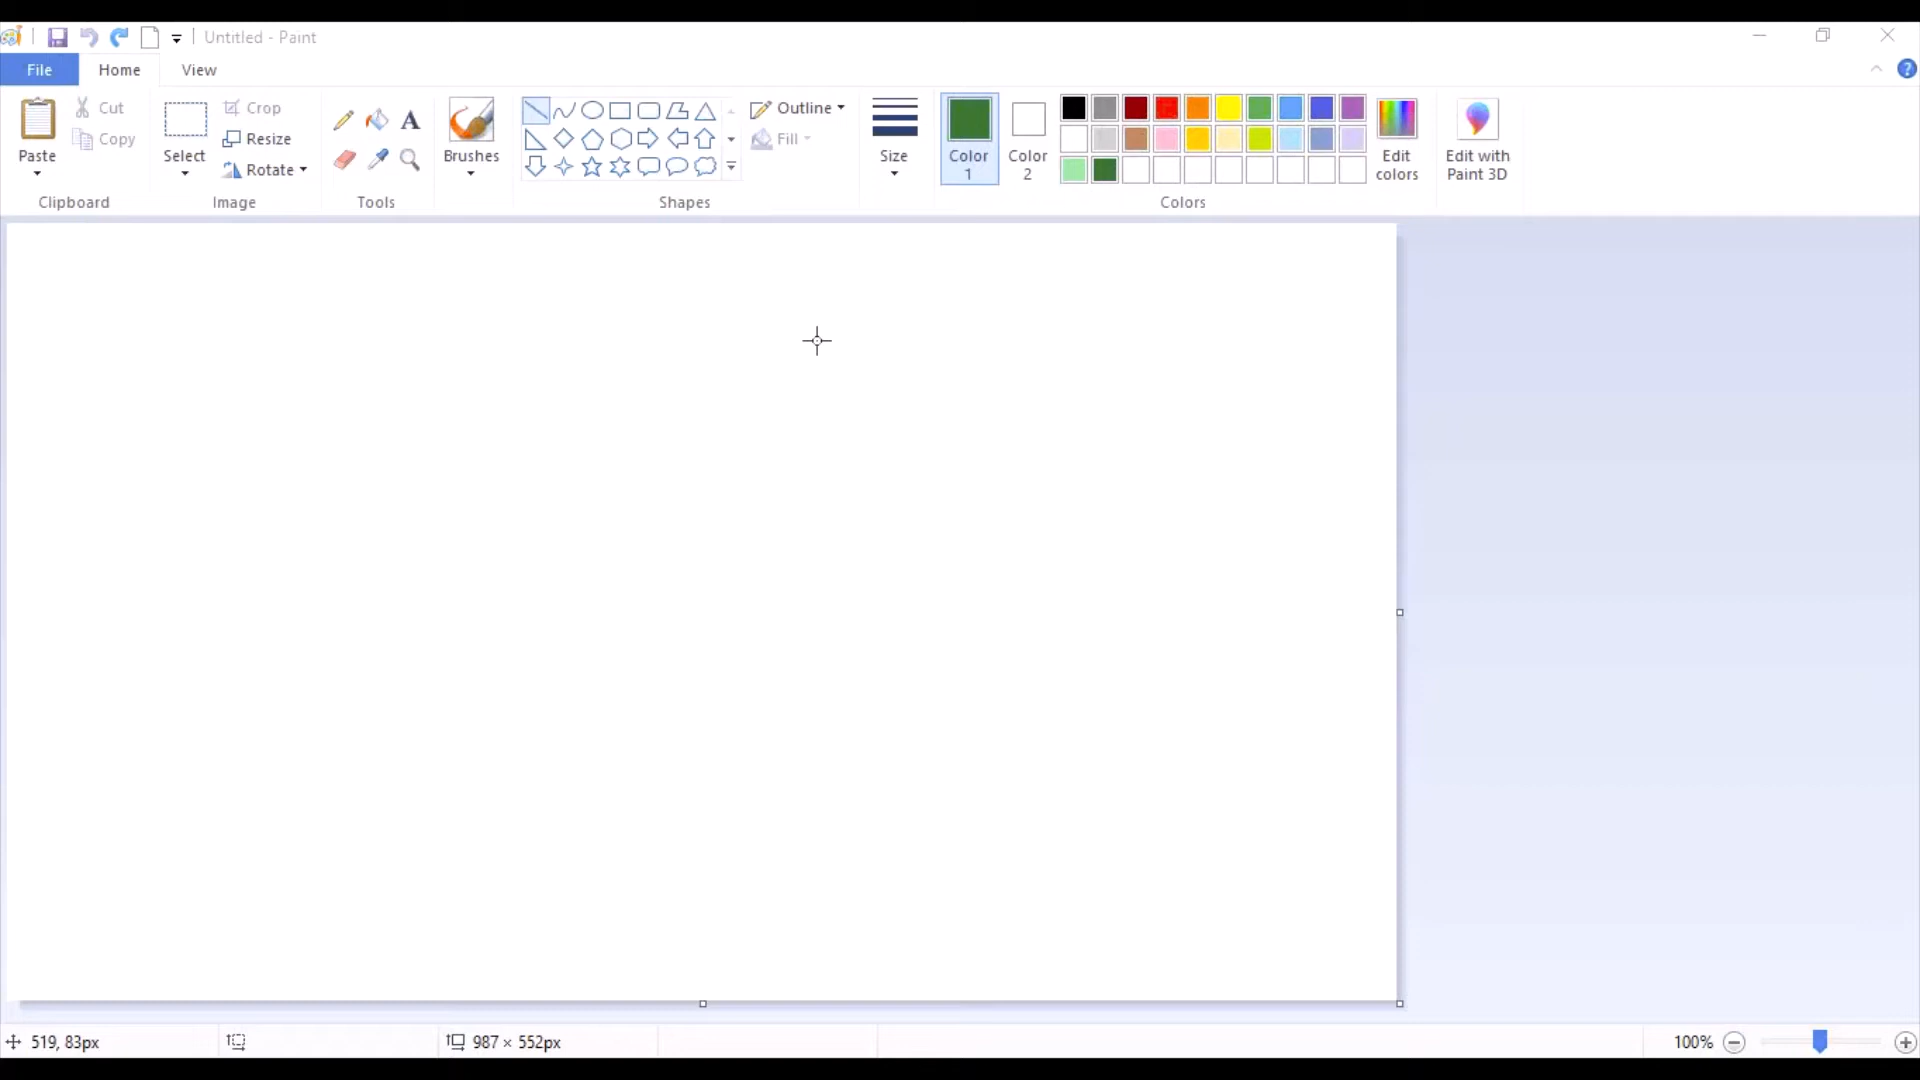 Untitled - Paint
File Home View
Paste
Cut
Copy
Clipboard
Select
Crop
Resize
Rotate
Image
A
Tools
Brushes
Shapes
Outline
Fill
Size
Color 1
Color 2
Colors
Edit colors
Edit with Paint 3D
?
519, 83px
987 × 552px
100%